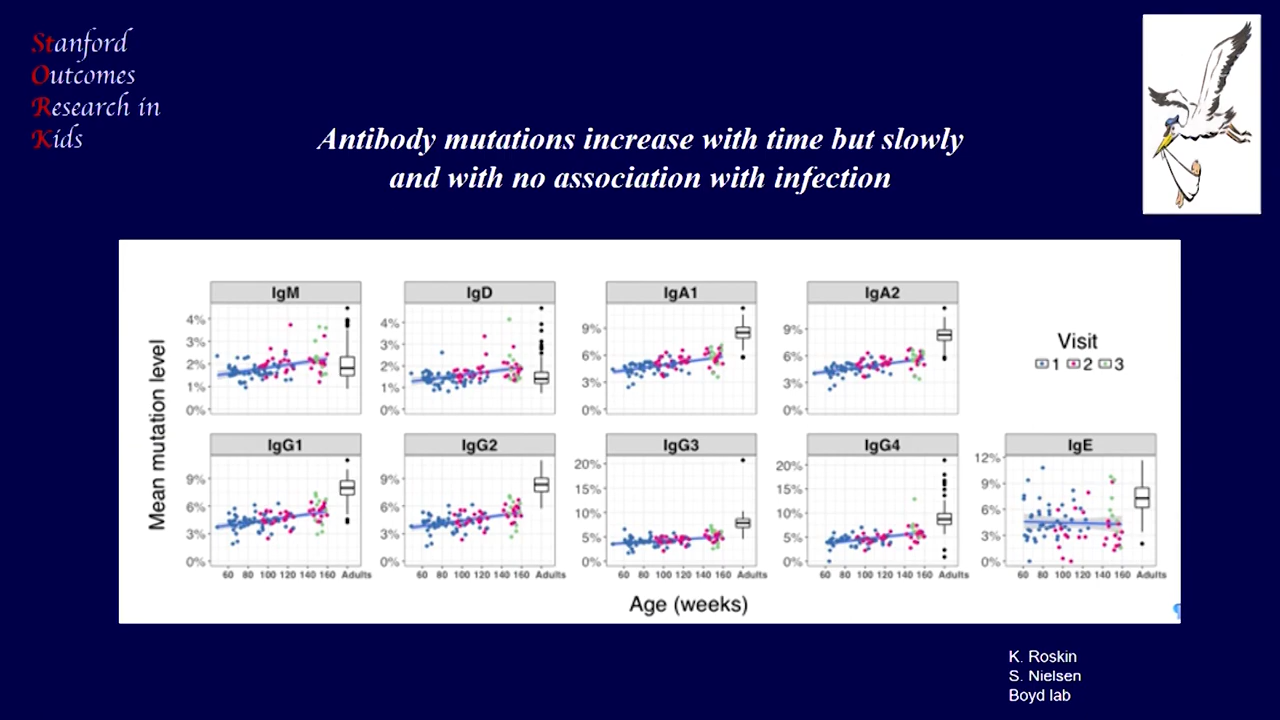 Stanford
Outcomes
Research in
Kids
Antibody mutations increase with time but slowly
and with no association with infection
Mean mutation level
IgM
4%
3%
2%
1%
0%
IgD
4%
3%
2%
1%
0%
IgA1
9%
6%
3%
0%
IgA2
9%
6%
3%
0%
Visit
1 2 3
IgG1
9%
6%
3%
0%
60 80 100 120 140 160 Adults
IgG2
9%
6%
3%
0%
60 80 100 120 140 160 Adults
IgG3
20%
15%
10%
5%
0%
60 80 100 120 140 160 Adults
IgG4
20%
15%
10%
5%
0%
60 80 100 120 140 160 Adults
IgE
12%
9%
6%
3%
0%
60 80 100 120 140 160 Adults
Age (weeks)
K. Roskin
S. Nielsen
Boyd lab